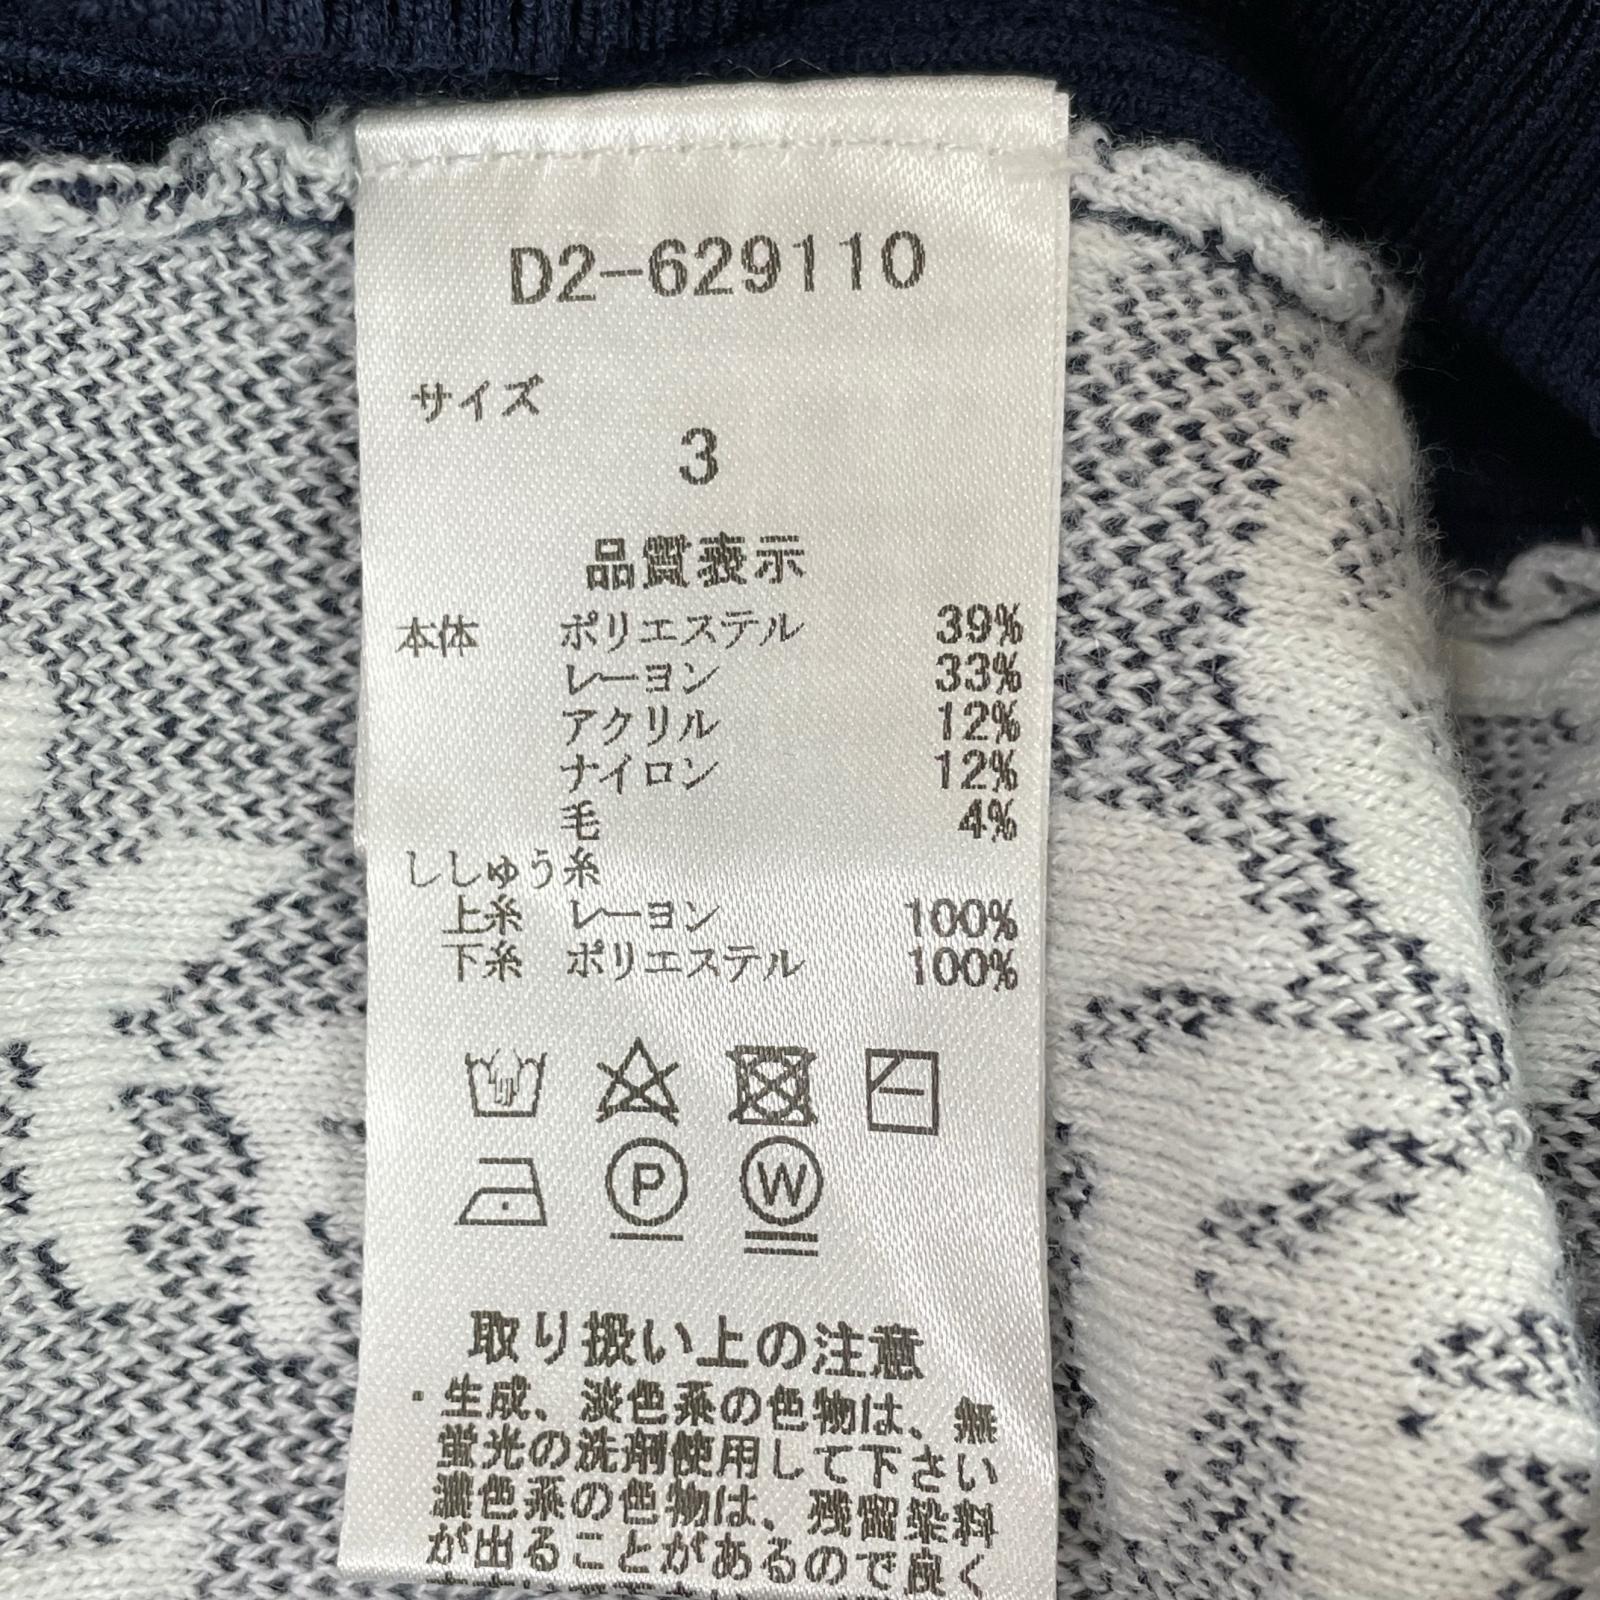 D2-629110
サイズ
3
品質表示
本体 ポリエステル 39%
レーヨン 33%
アクリル 12%
ナイロン 12%
毛 4%
ししゅう糸
上糸 レーヨン 100%
下糸 ポリエステル 100%
P W
取り扱い上の注意
・生成、淡色系の色物は、無
蛍光の洗剤使用して下さい
濃色系の色物は、残留染料
が出ることがあるので良く